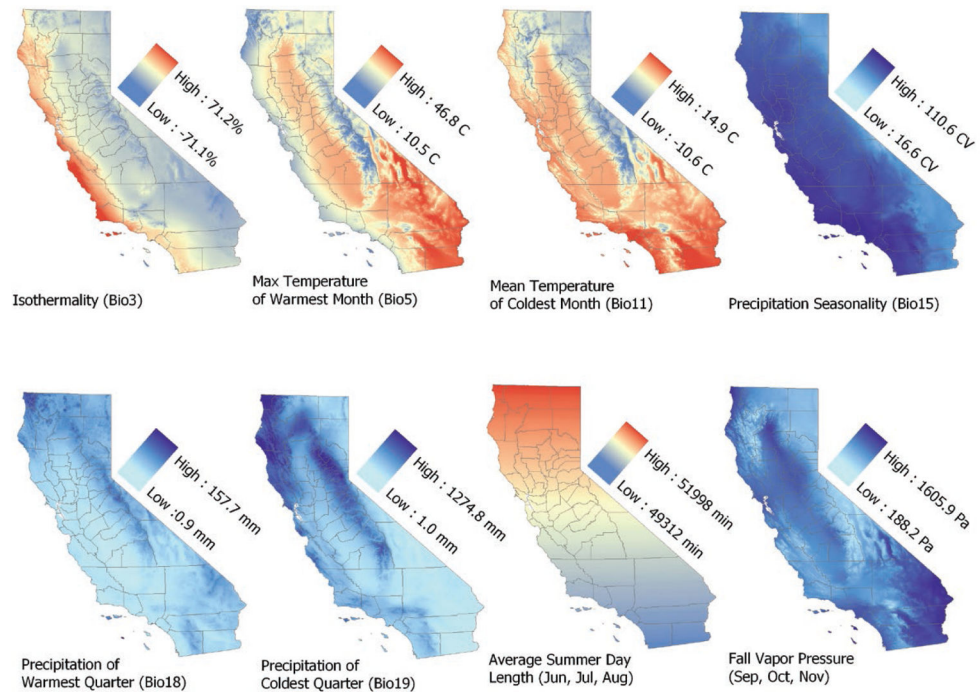 High : 71.2%
Low : -71.1%
Isothermality (Bio3)
High : 46.8 C
Low : 10.5 C
Max Temperature
of Warmest Month (Bio5)
High : 14.9 C
Low : -10.6 C
Mean Temperature
of Coldest Month (Bio11)
High : 110.6 CV
Low : 16.6 CV
Precipitation Seasonality (Bio15)
High : 157.7 mm
Low :0.9 mm
Precipitation of
Warmest Quarter (Bio18)
High : 1274.8 mm
Low : 1.0 mm
Precipitation of
Coldest Quarter (Bio19)
High : 51998 min
Low : 49312 min
Average Summer Day
Length (Jun, Jul, Aug)
High : 1605.9 Pa
Low : 188.2 Pa
Fall Vapor Pressure
(Sep, Oct, Nov)